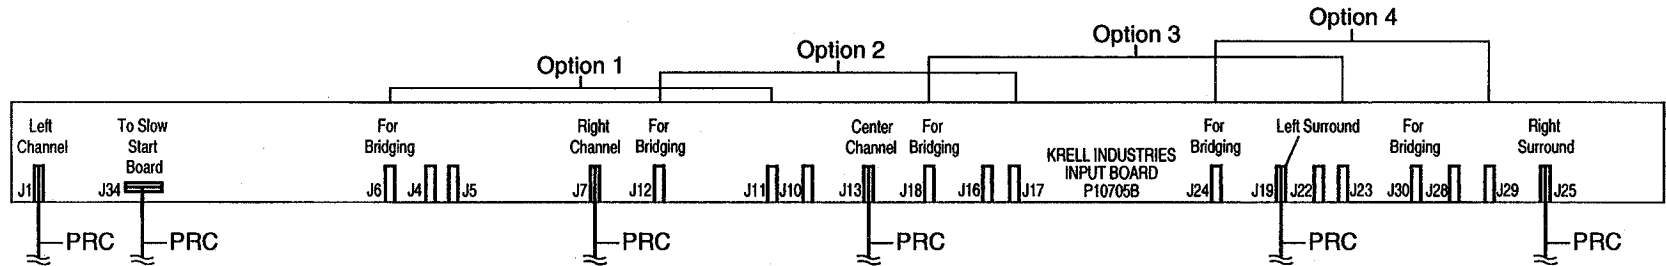 Option 4
Option 3
Option 2
Option 1
Left
Channel
To Slow
Start
Board
For
Bridging
Right
Channel
For
Bridging
Center
Channel
For
Bridging
KRELL INDUSTRIES
INPUT BOARD
P10705B
For
Bridging
Left Surround
For
Bridging
Right
Surround
J1 J34 J6 J4 J5 J7 J12 J11 J10 J13 J18 J16 J17 J24 J19 J22 J23 J30 J28 J29 J25
PRC PRC PRC PRC PRC PRC